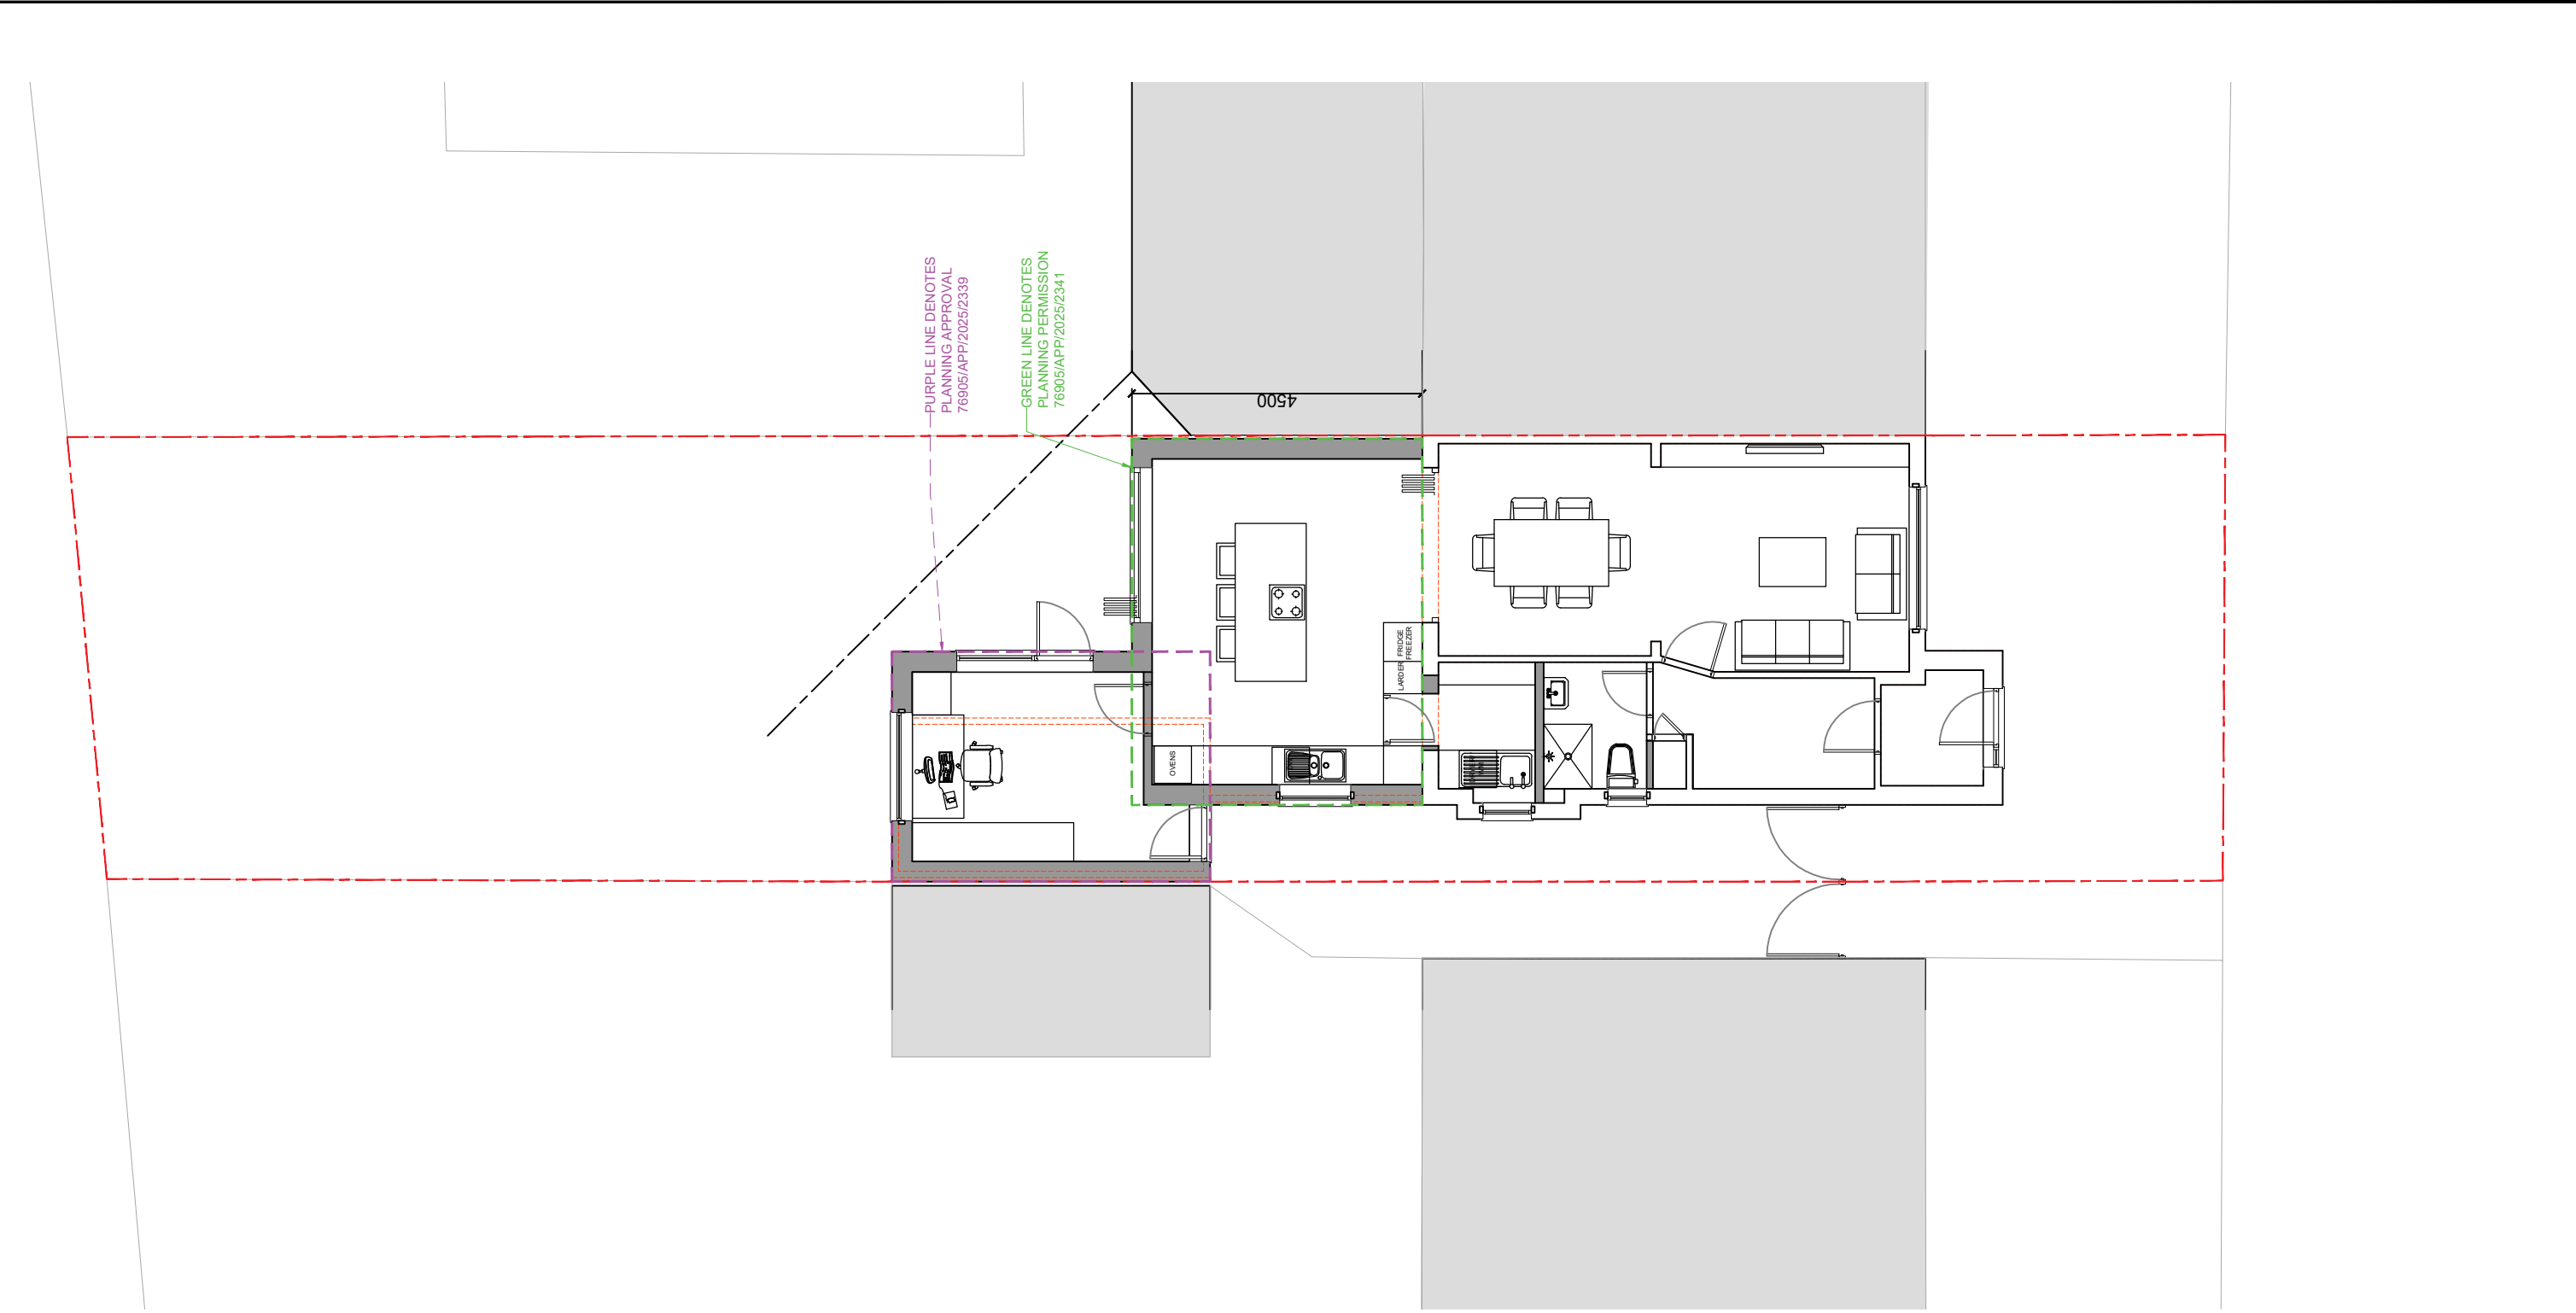 PURPLE LINE DENOTES
PLANNING APPROVAL
76905/APP/2025/2339
GREEN LINE DENOTES
PLANNING PERMISSION
76905/APP/2025/2341
4500
FRIDGE
FREEZER
LARDER
OVENS